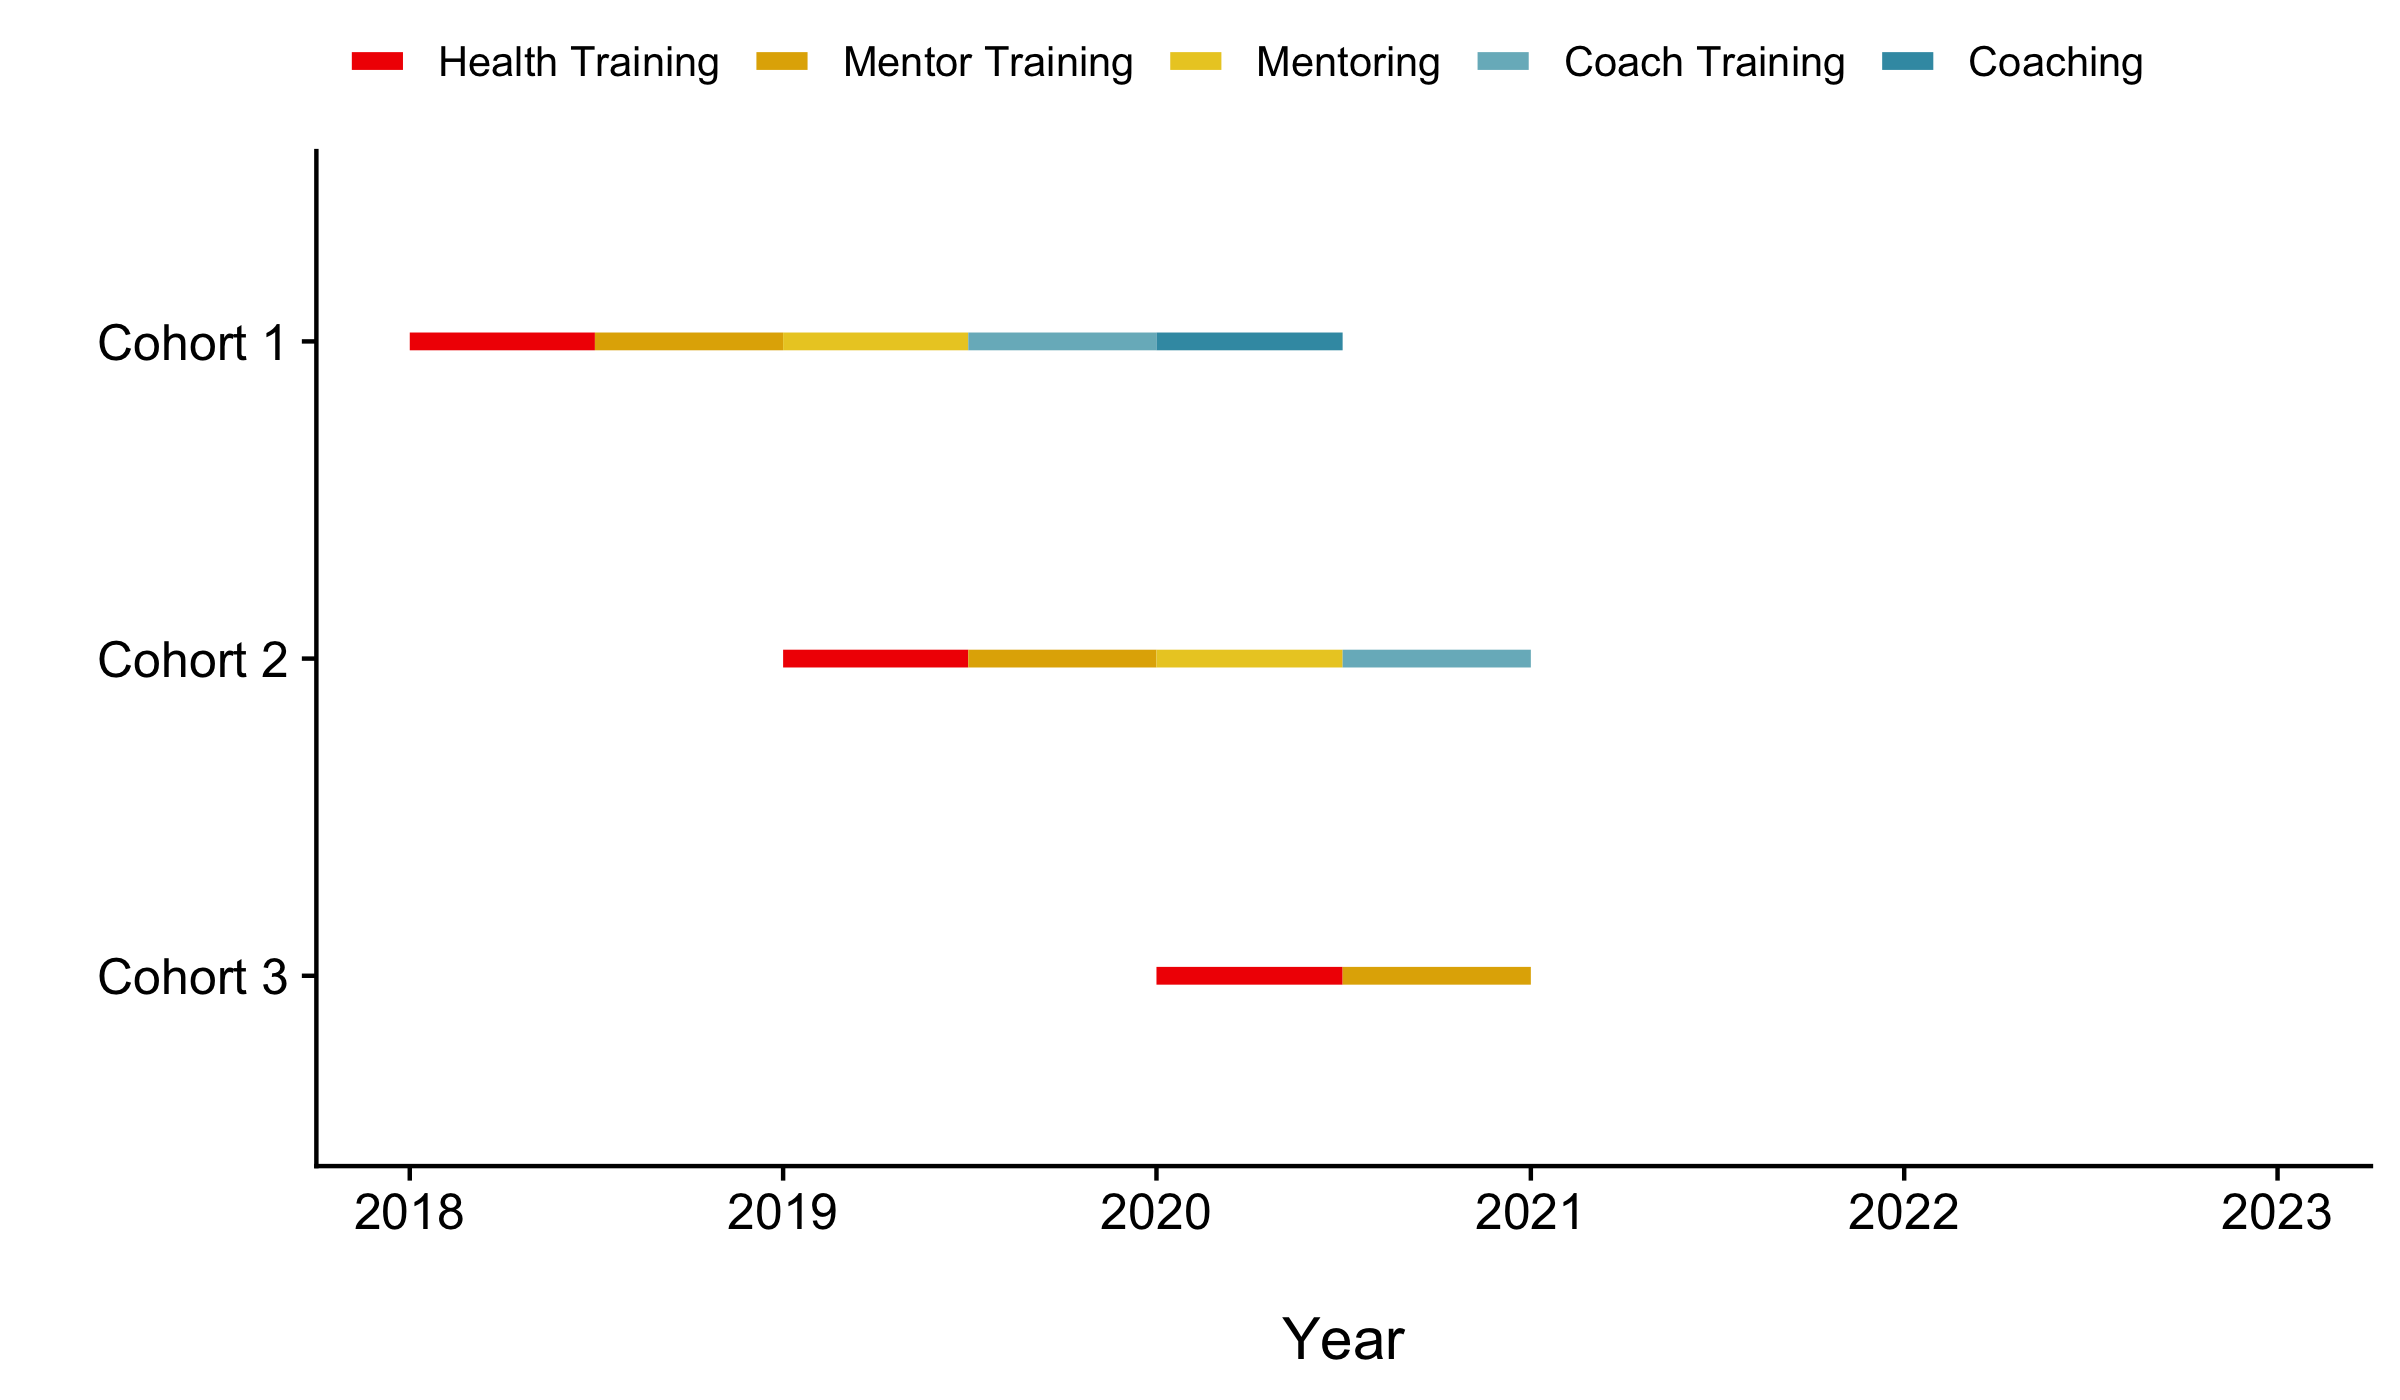 Health Training Mentor Training Mentoring Coach Training Coaching
Cohort 1
Cohort 2
Cohort 3
2018 2019 2020 2021 2022 2023
Year